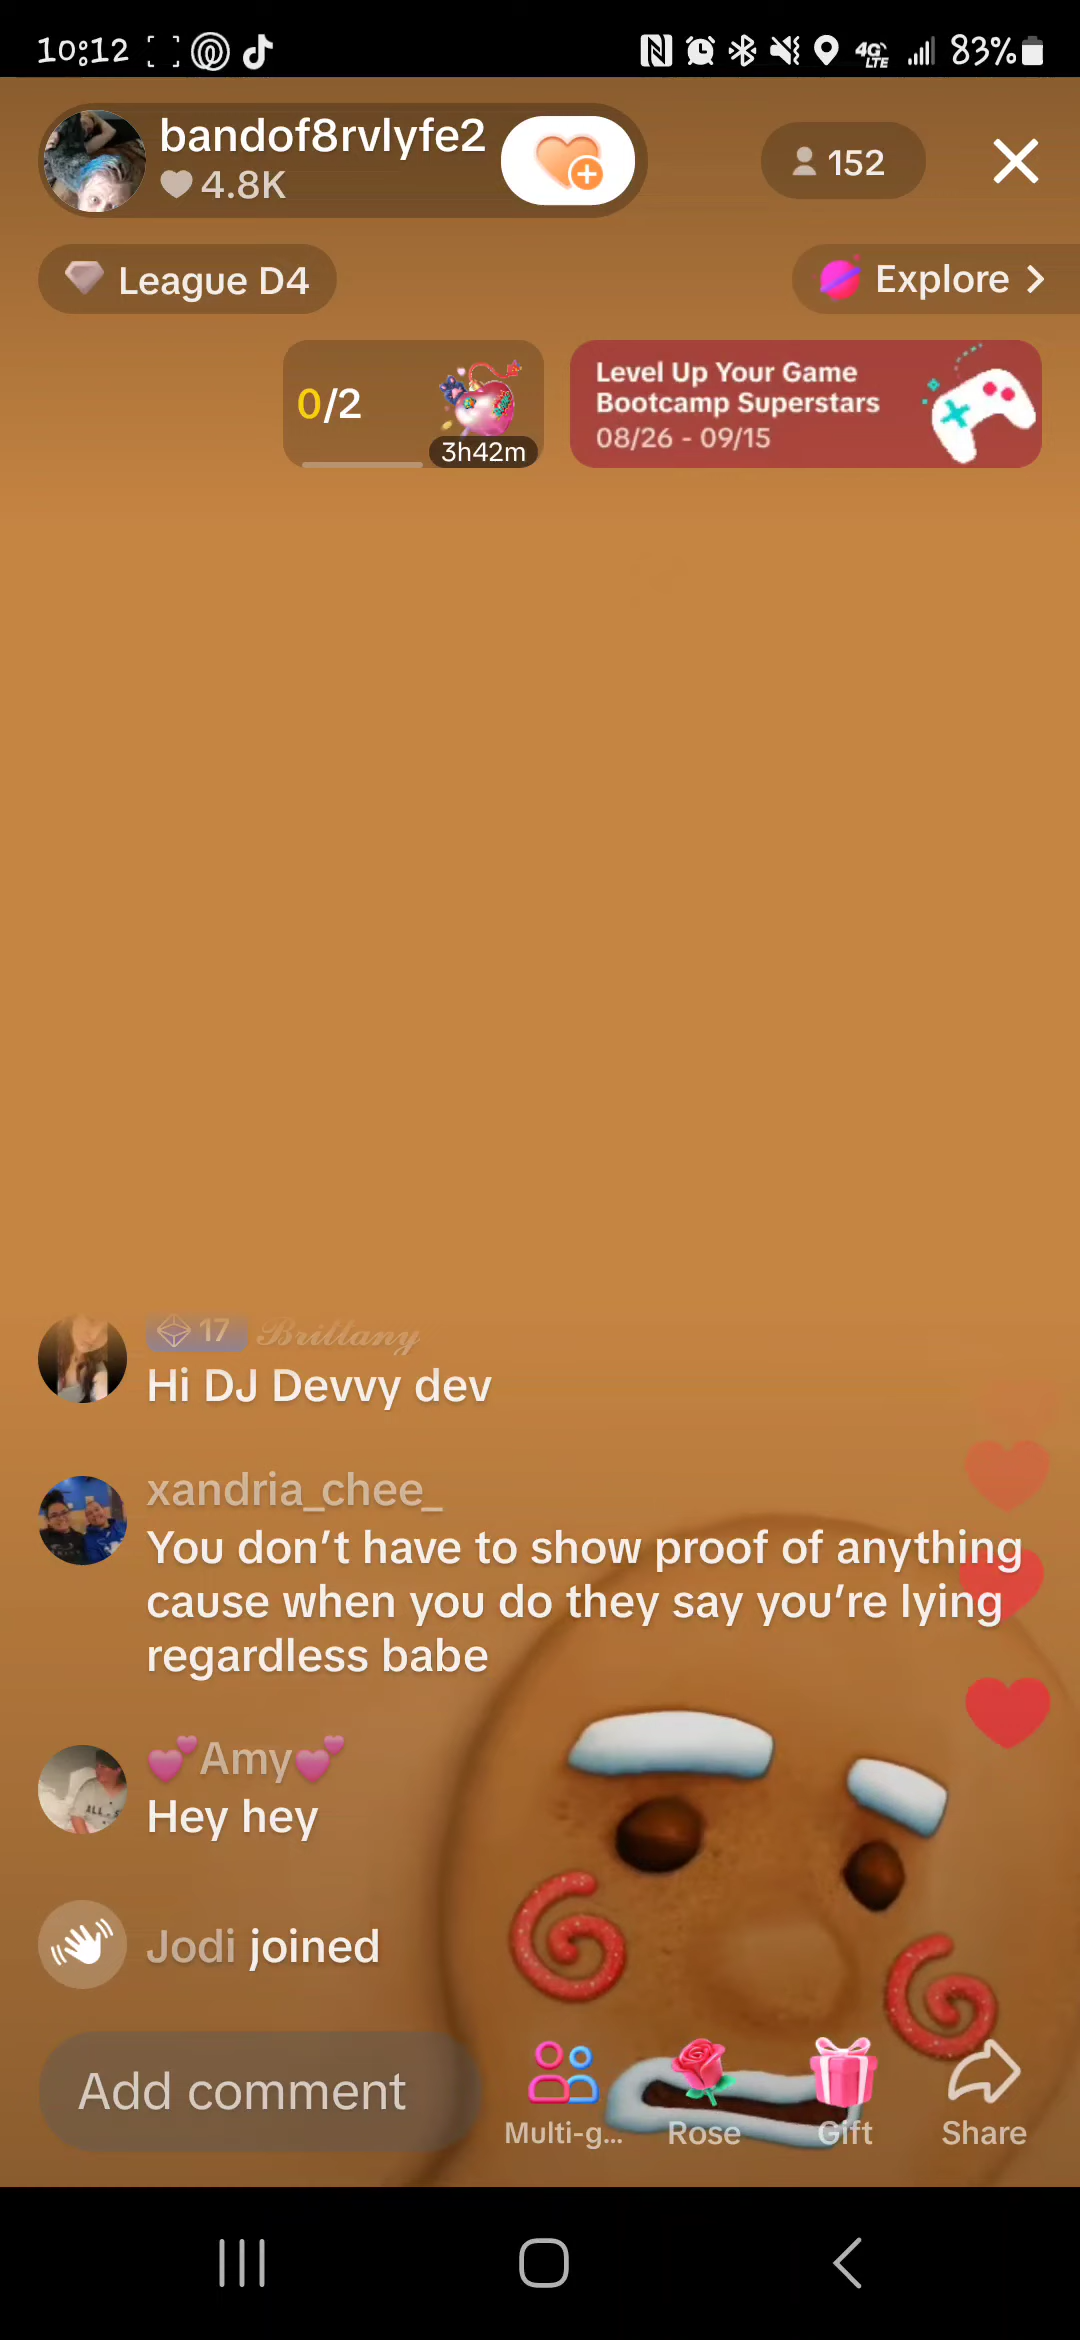 10:12
4G LTE 83%
bandof8rvlyfe2
4.8K
152
League D4
Explore
0/2
3h42m
Level Up Your Game
Bootcamp Superstars
08/26 - 09/15
17 Brittany
Hi DJ Devvy dev
xandria_chee_
You don’t have to show proof of anything
cause when you do they say you’re lying
regardless babe
💕Amy💕
Hey hey
Jodi joined
Add comment
Multi-g...
Rose
Gift
Share